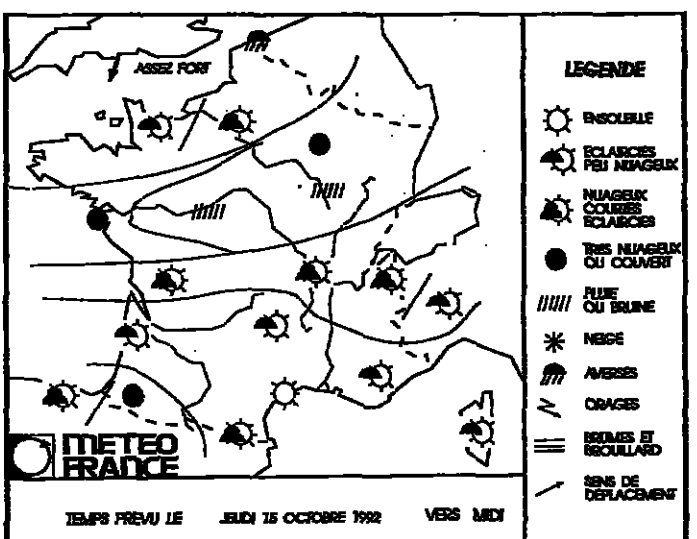 ASSEZ FORT
LEGENDE
ENSOLEILLE
ECLAIRCIES
PEU NUAGEUX
NUAGEUX
COURTES
ECLAIRCIES
TRES NUAGEUX
OU COUVERT
PLUIE
OU BRUINE
NEIGE
AVERSES
ORAGES
BRUMES ET
BROUILLARD
SENS DE
DEPLACEMENT
METEO
FRANCE
TEMPS PREVU LE JEUDI 15 OCTOBRE 1992 VERS MIDI